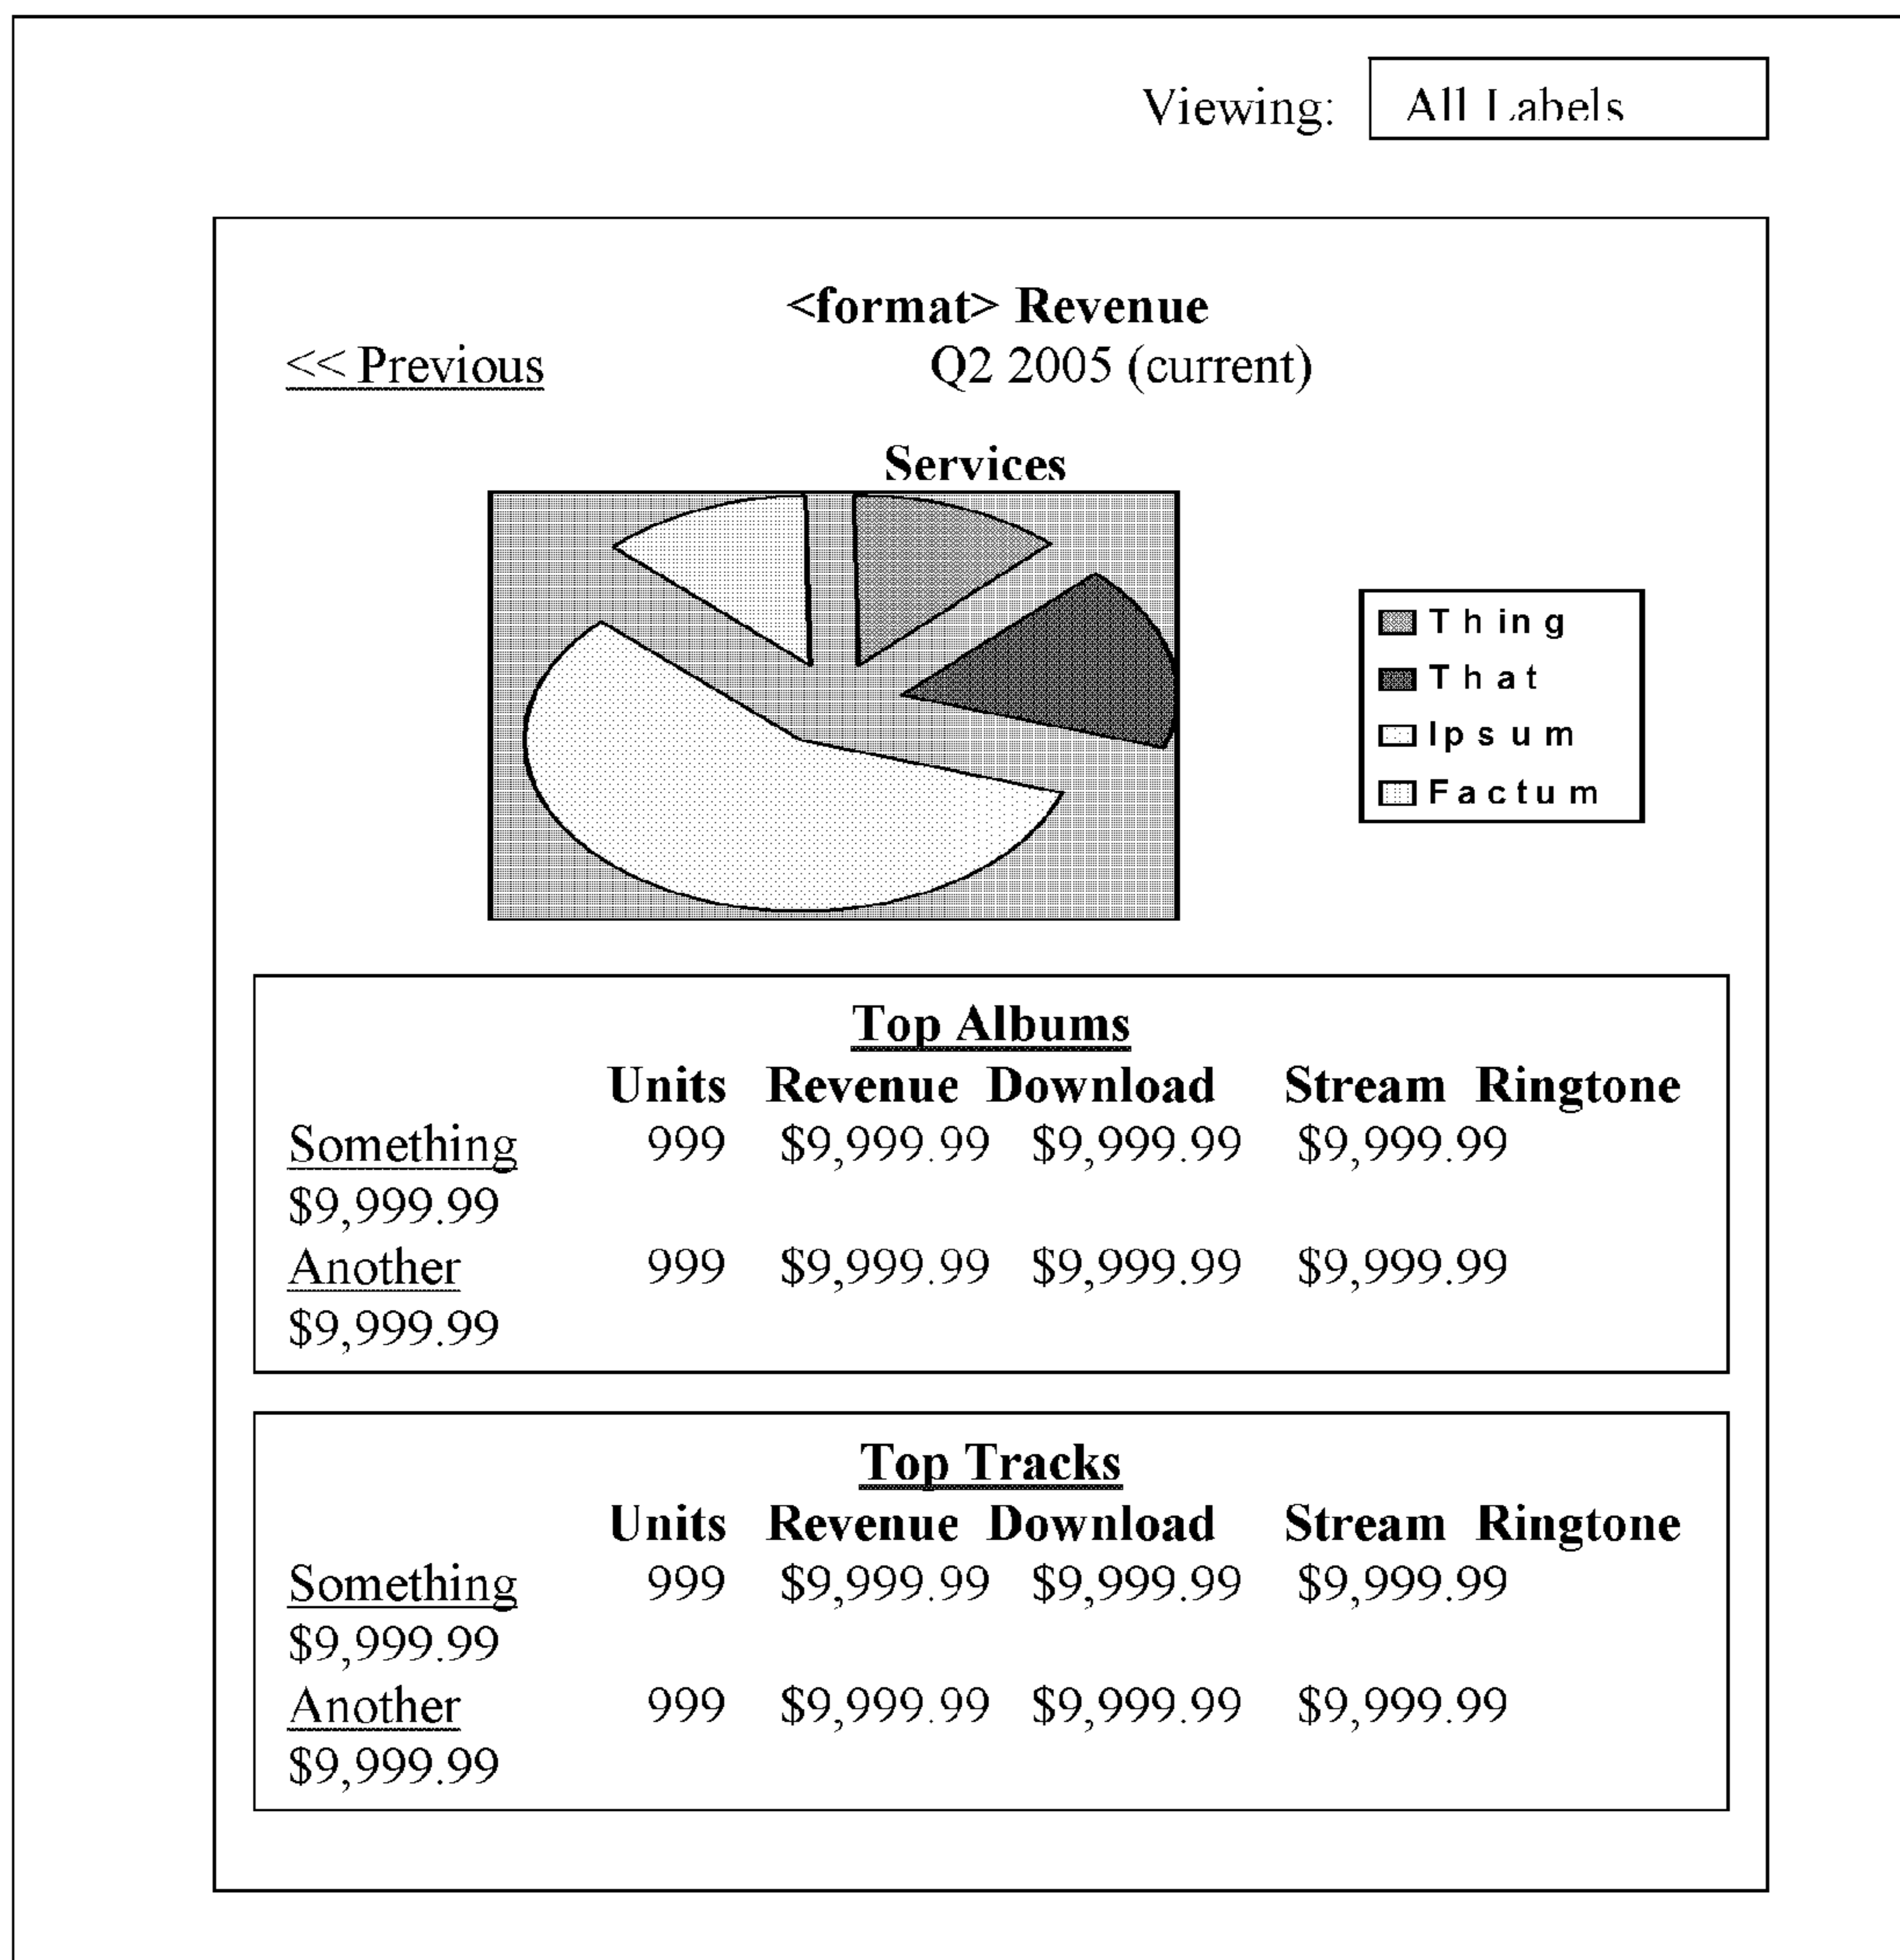 Viewing: All Labels
<format> Revenue
<< Previous Q2 2005 (current)
Services
Thing
That
Ipsum
Factum
Top Albums
Units Revenue Download Stream Ringtone
Something 999 $9,999.99 $9,999.99 $9,999.99
$9,999.99
Another 999 $9,999.99 $9,999.99 $9,999.99
$9,999.99
Top Tracks
Units Revenue Download Stream Ringtone
Something 999 $9,999.99 $9,999.99 $9,999.99
$9,999.99
Another 999 $9,999.99 $9,999.99 $9,999.99
$9,999.99